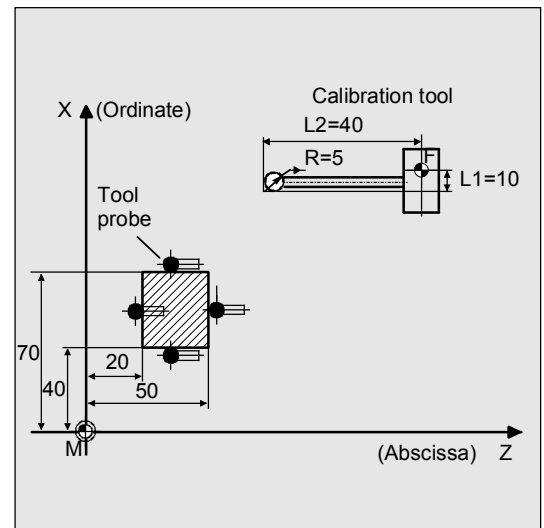 Calibration tool
X
(Ordinate)
L2=40
R=5
F
L1=10
Tool
probe
70
40
20
50
M
(Abscissa)
Z